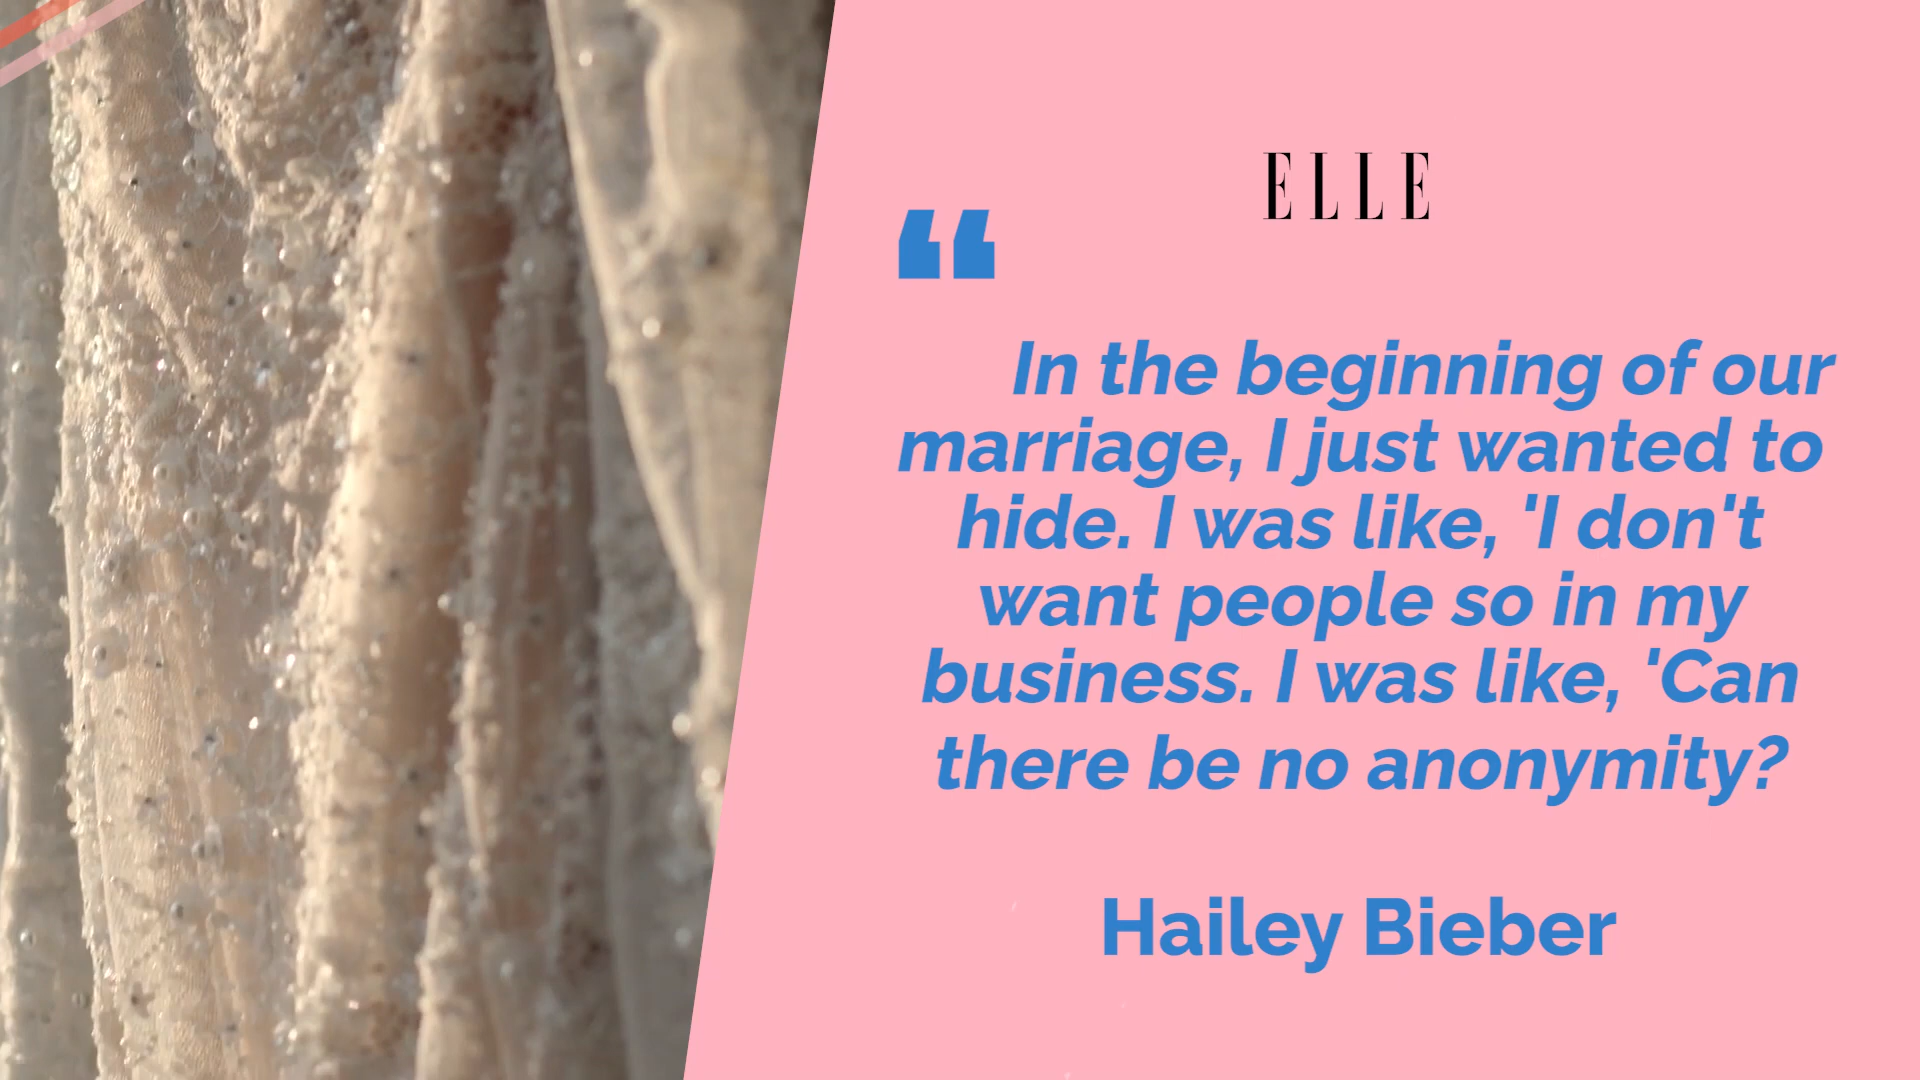 ELLE
“
In the beginning of our
marriage, I just wanted to
hide. I was like, 'I don't
want people so in my
business. I was like, 'Can
there be no anonymity?
Hailey Bieber